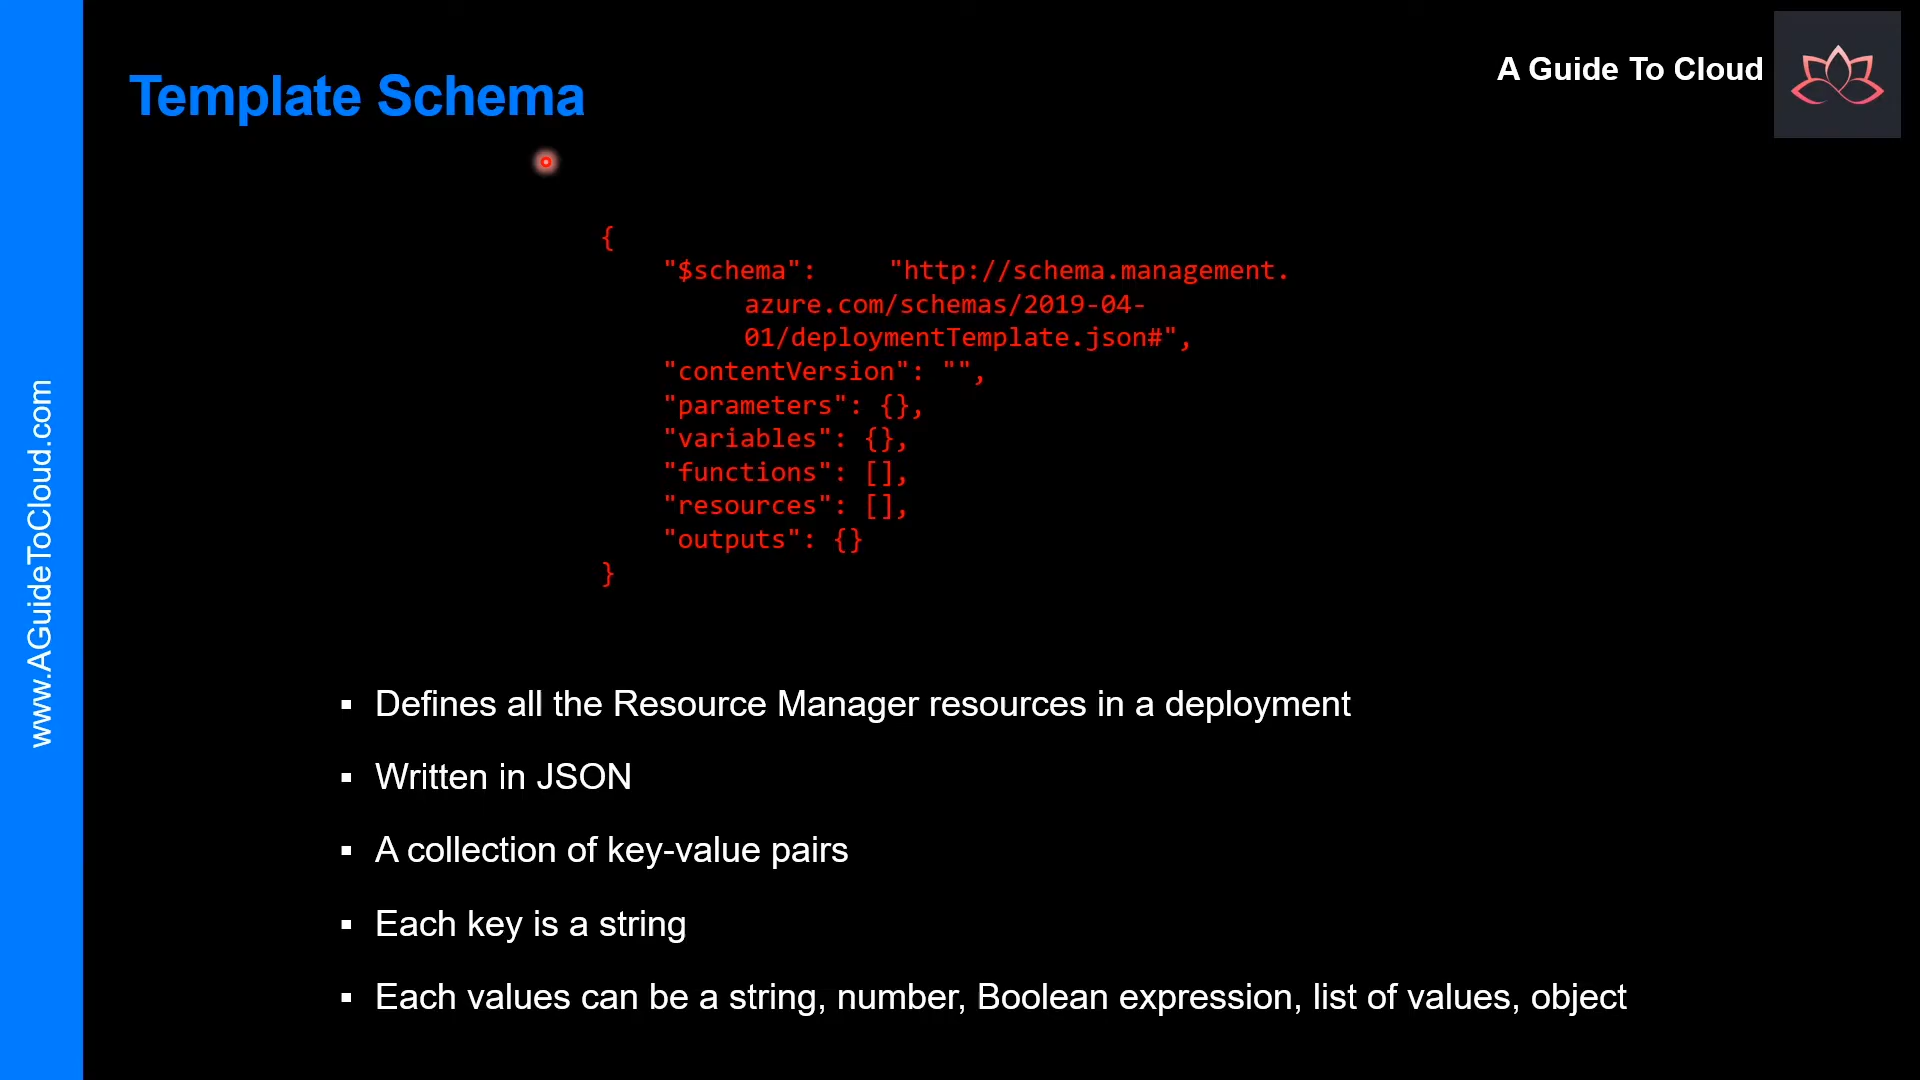 Template Schema
A Guide To Cloud
www.AGuideToCloud.com
{
"$schema": "http://schema.management.
azure.com/schemas/2019-04-
01/deploymentTemplate.json#",
"contentVersion": "",
"parameters": {},
"variables": {},
"functions": [],
"resources": [],
"outputs": {}
}
▪ Defines all the Resource Manager resources in a deployment
▪ Written in JSON
▪ A collection of key-value pairs
▪ Each key is a string
▪ Each values can be a string, number, Boolean expression, list of values, object